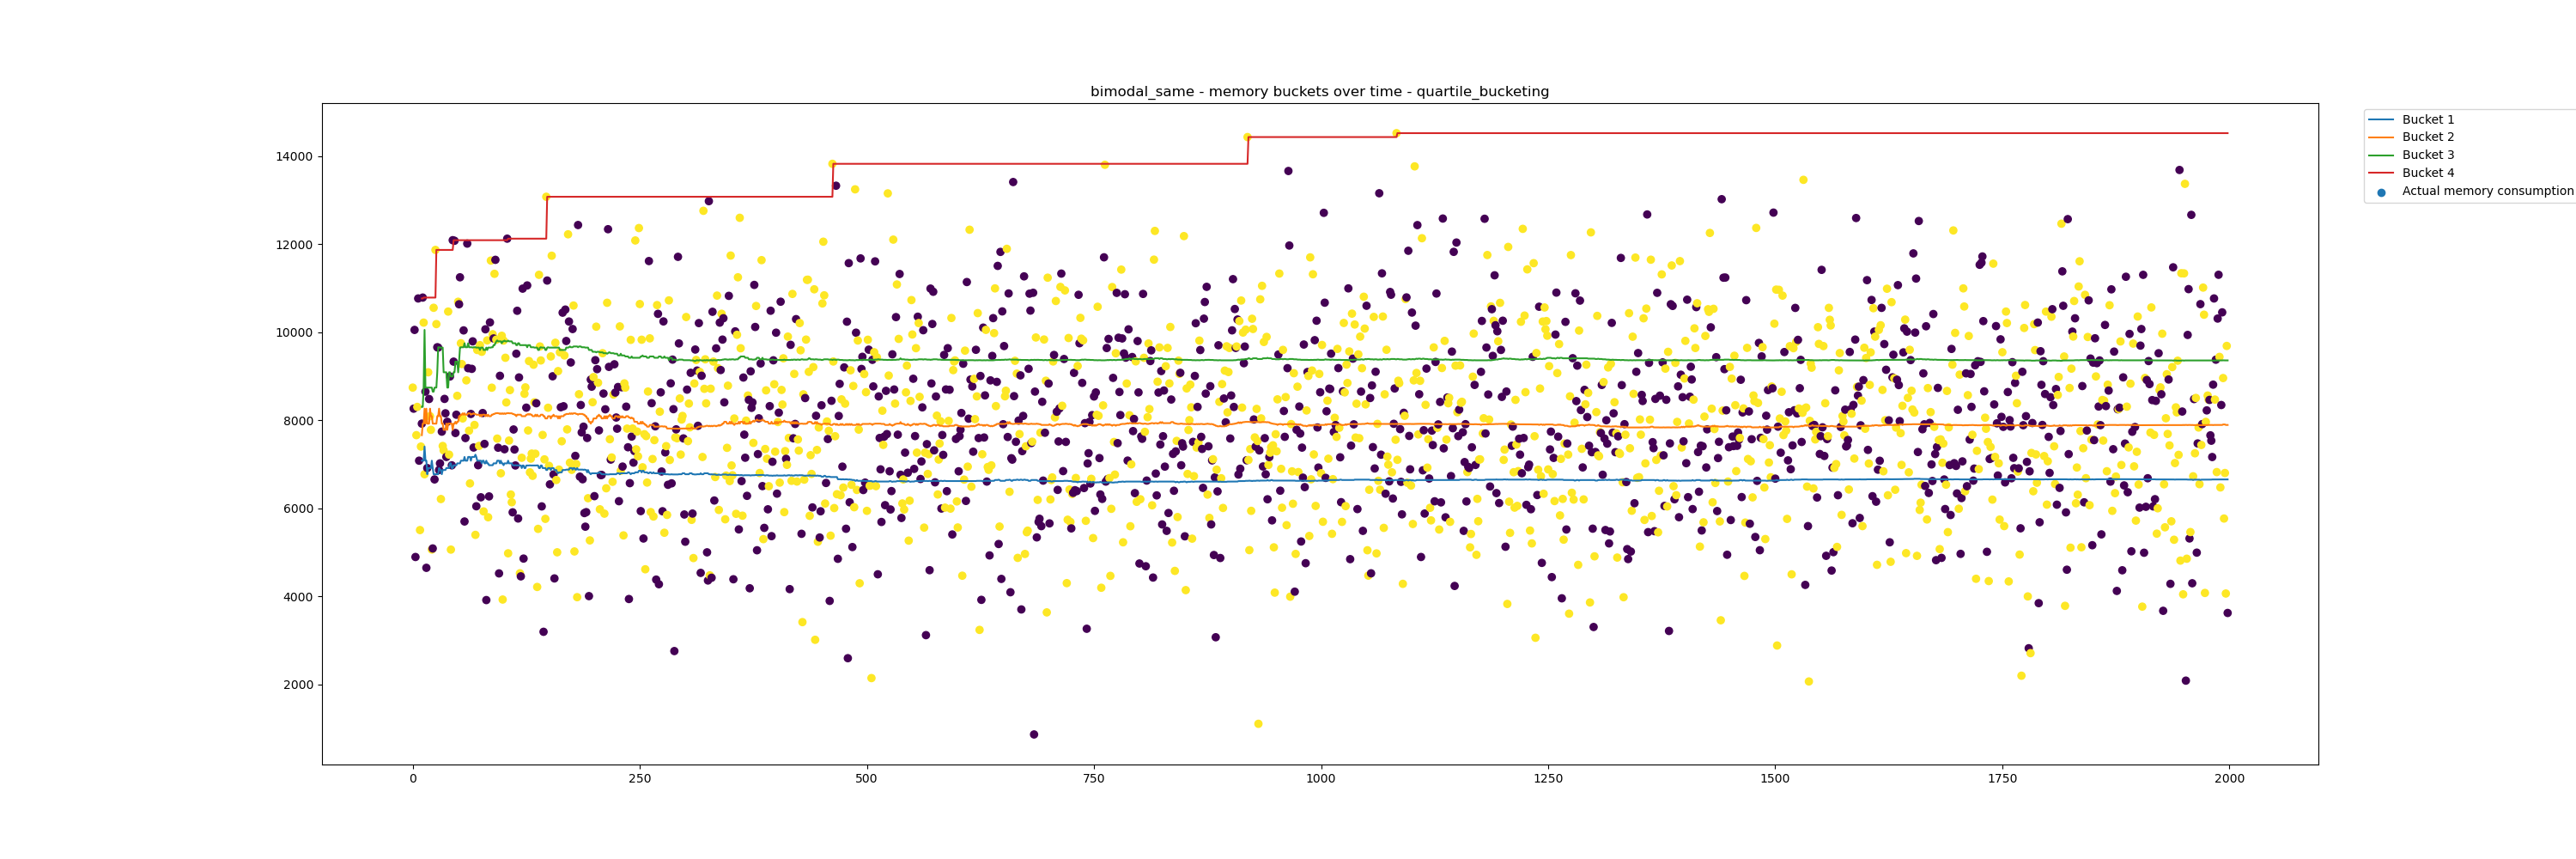 bimodal_same - memory buckets over time - quartile_bucketing
14000
12000
10000
8000
6000
4000
2000
0 250 500 750 1000 1250 1500 1750 2000
Bucket 1
Bucket 2
Bucket 3
Bucket 4
Actual memory consumption